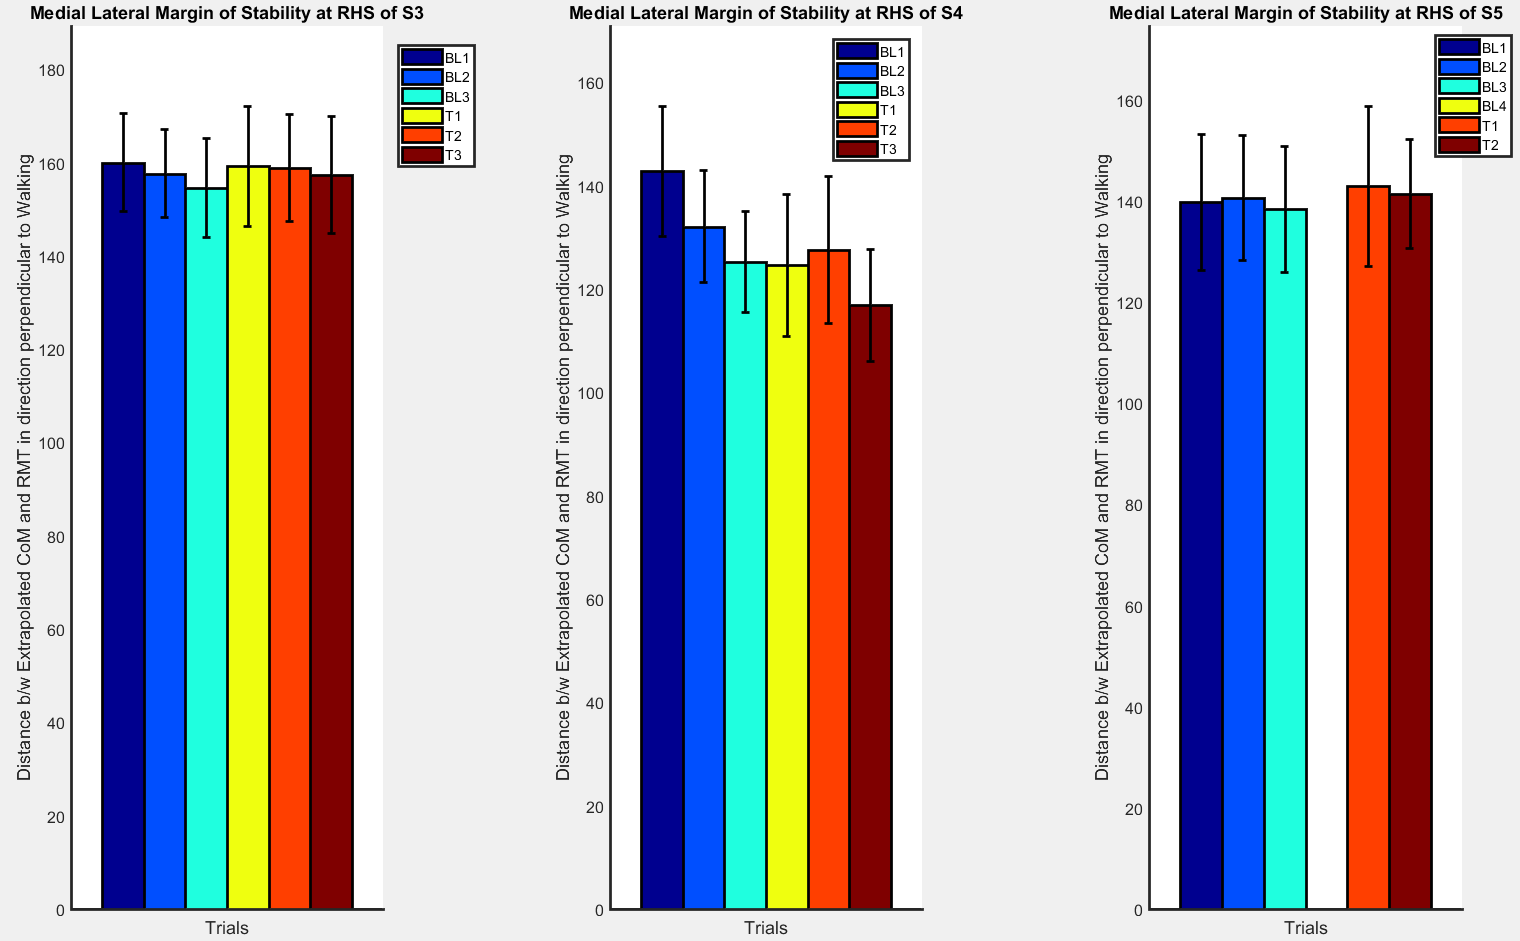 Medial Lateral Margin of Stability at RHS of S3
Distance b/w Extrapolated CoM and RMT in direction perpendicular to Walking
180
160
140
120
100
80
60
40
20
0
Trials
BL1
BL2
BL3
T1
T2
T3
Medial Lateral Margin of Stability at RHS of S4
Distance b/w Extrapolated CoM and RMT in direction perpendicular to Walking
160
140
120
100
80
60
40
20
0
Trials
BL1
BL2
BL3
T1
T2
T3
Medial Lateral Margin of Stability at RHS of S5
Distance b/w Extrapolated CoM and RMT in direction perpendicular to Walking
160
140
120
100
80
60
40
20
0
Trials
BL1
BL2
BL3
BL4
T1
T2